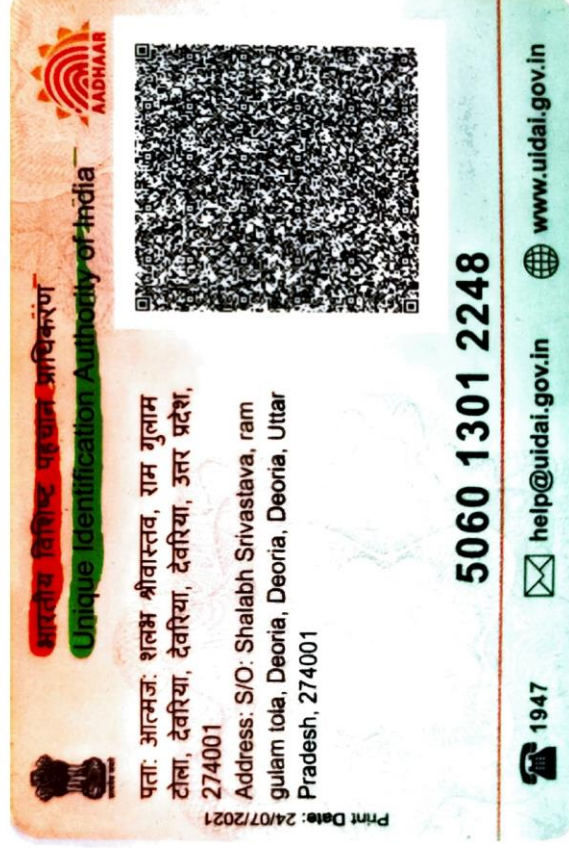 भारतीय विशिष्ट पहचान प्राधिकरण
Unique Identification Authority of India
AADHAAR
पता: आत्मज: शलभ श्रीवास्तव, राम गुलाम
टोला, देवरिया, देवरिया, देवरिया, उत्तर प्रदेश,
274001
Address: S/O: Shalabh Srivastava, ram
gulam tola, Deoria, Deoria, Deoria, Uttar
Pradesh, 274001
Print Date: 24/07/2021
5060 1301 2248
1947
help@uidai.gov.in
www.uidai.gov.in